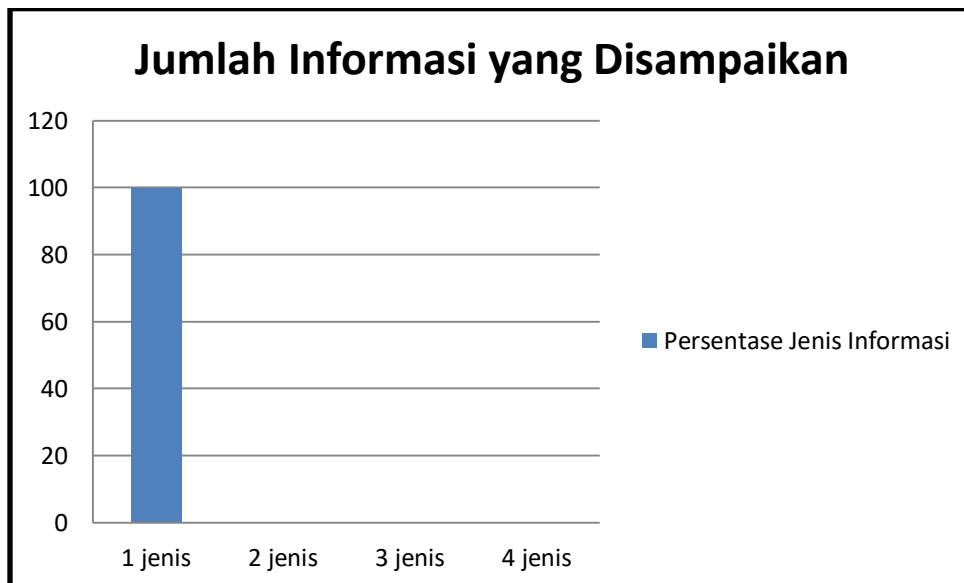 Jumlah Informasi yang Disampaikan
120
100
80
60
40
20
0
1 jenis 2 jenis 3 jenis 4 jenis
Persentase Jenis Informasi